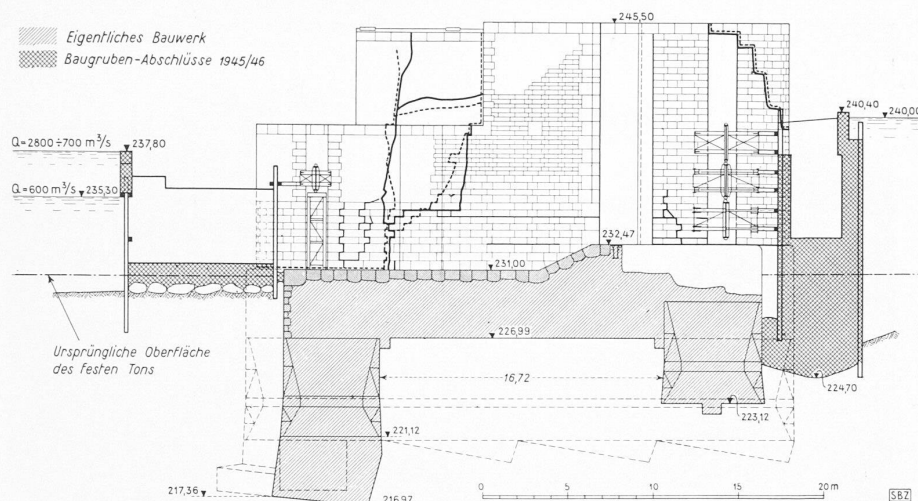 Eigentliches Bauwerk
Baugruben-Abschlüsse 1945/46
245,50
240,40
240,00
Q=2800÷700 m³/s
237,80
Q=600 m³/s
235,30
232,47
231,00
Ursprüngliche Oberfläche
des festen Tons
226,99
16,72
224,70
223,12
221,12
217,36
216,97
0
5
10
15
20 m
SBZ